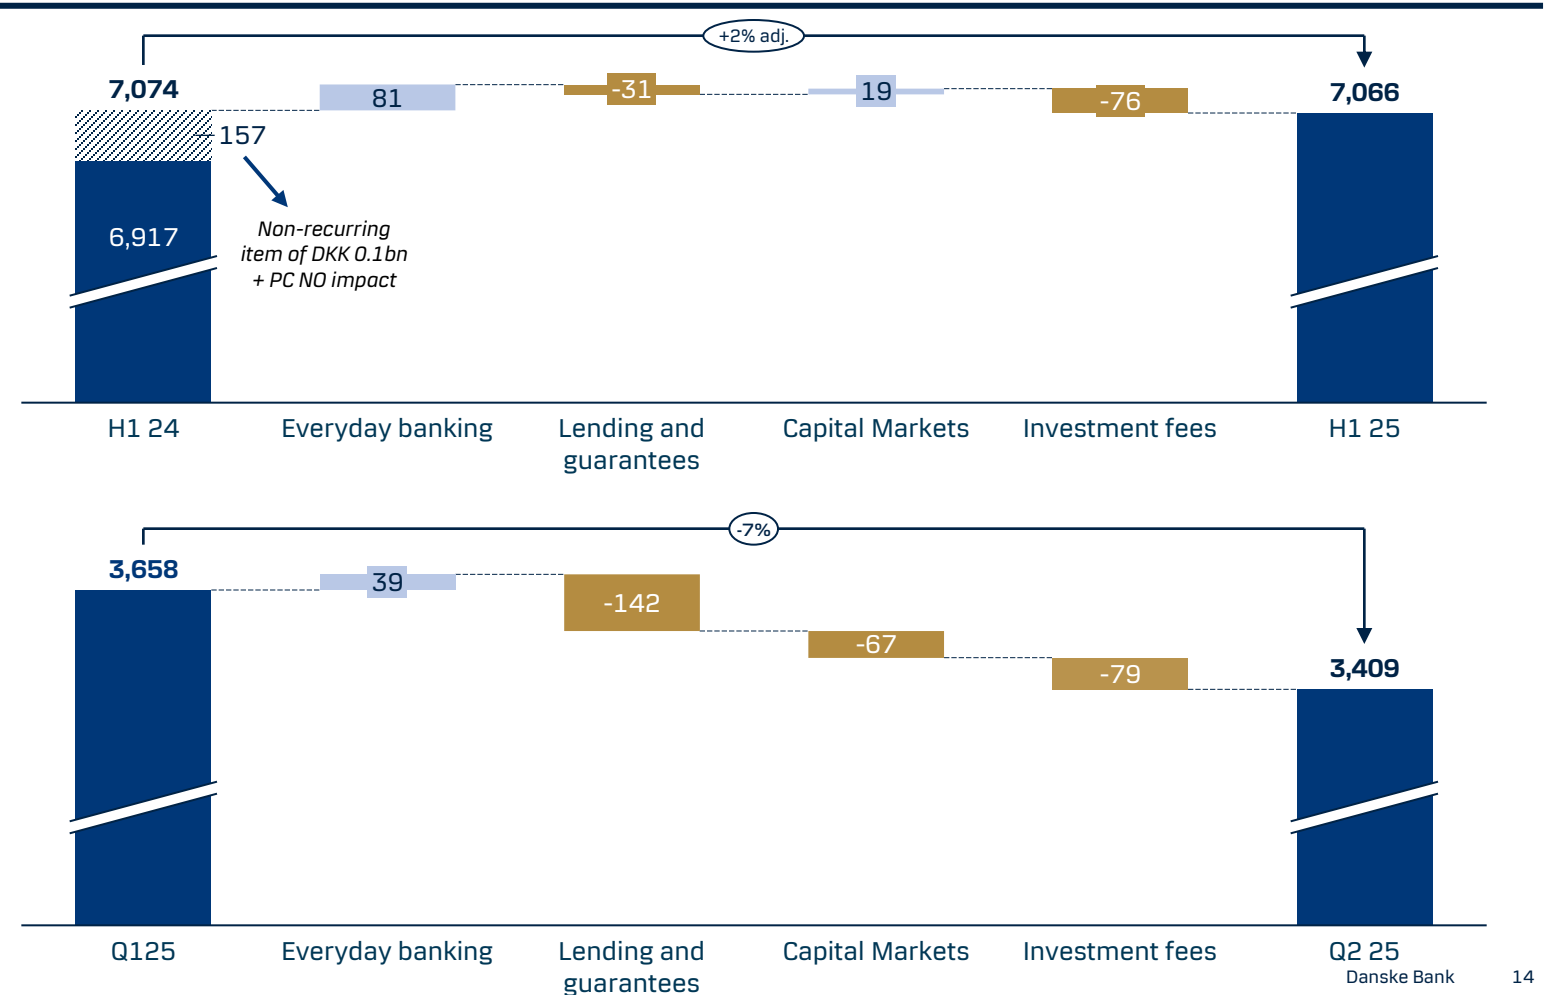 +2% adj.
7,074
81
-31
19
-76
7,066
157
6,917
Non-recurring
item of DKK 0.1bn
+ PC NO impact
H1 24
Everyday banking
Lending and
guarantees
Capital Markets
Investment fees
H1 25
-7%
3,658
39
-142
-67
-79
3,409
Q125
Everyday banking
Lending and
guarantees
Capital Markets
Investment fees
Q2 25
Danske Bank
14